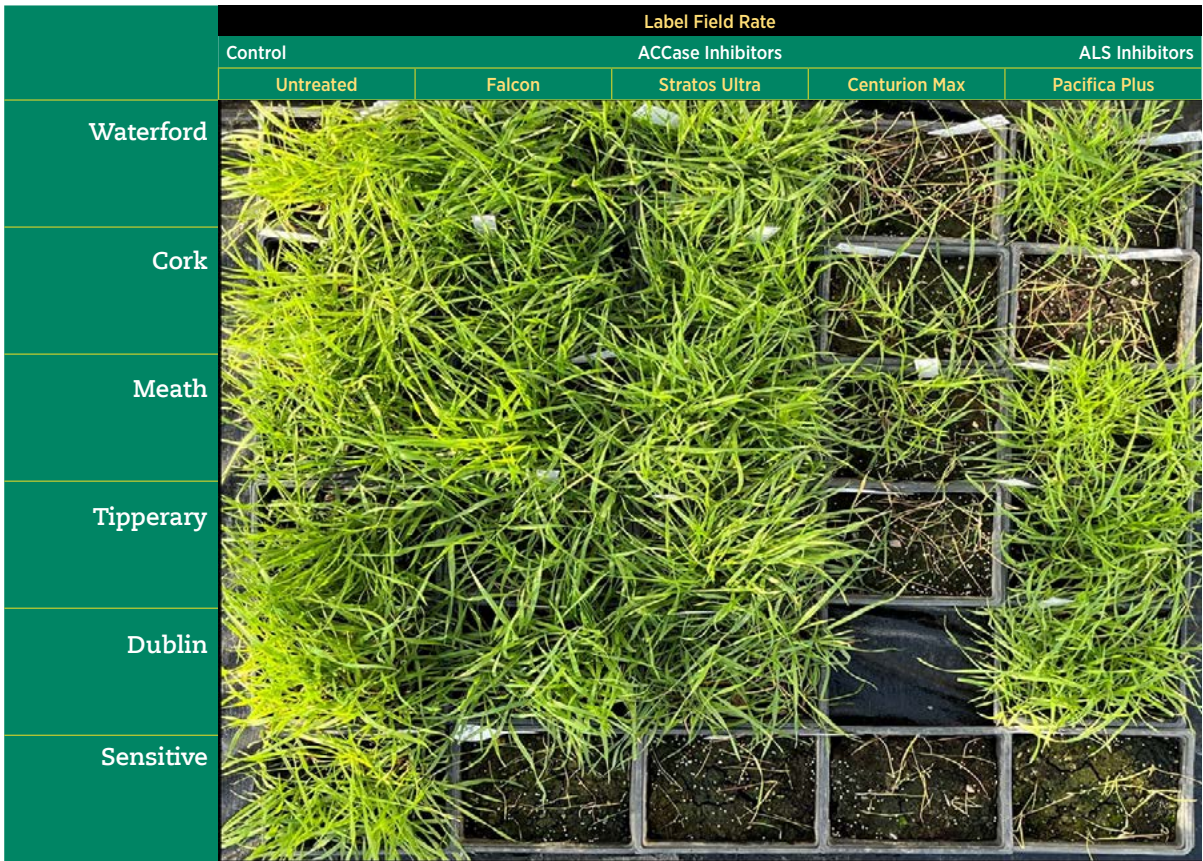 Label Field Rate
Control ACCase Inhibitors ALS Inhibitors
Untreated Falcon Stratos Ultra Centurion Max Pacifica Plus
Waterford
Cork
Meath
Tipperary
Dublin
Sensitive